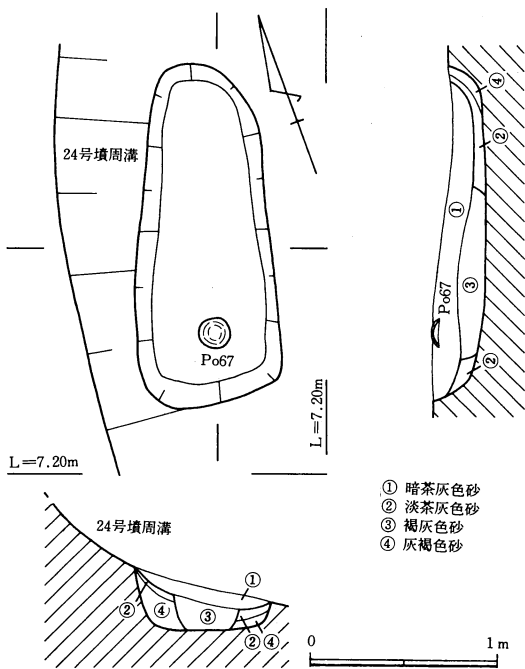 24号墳周溝
Po67
L＝7.20m
L＝7.20m
④
②
①
③
Po67
②
① 暗茶灰色砂
② 淡茶灰色砂
③ 褐灰色砂
④ 灰褐色砂
24号墳周溝
①
② ④ ③ ② ④
0 1m